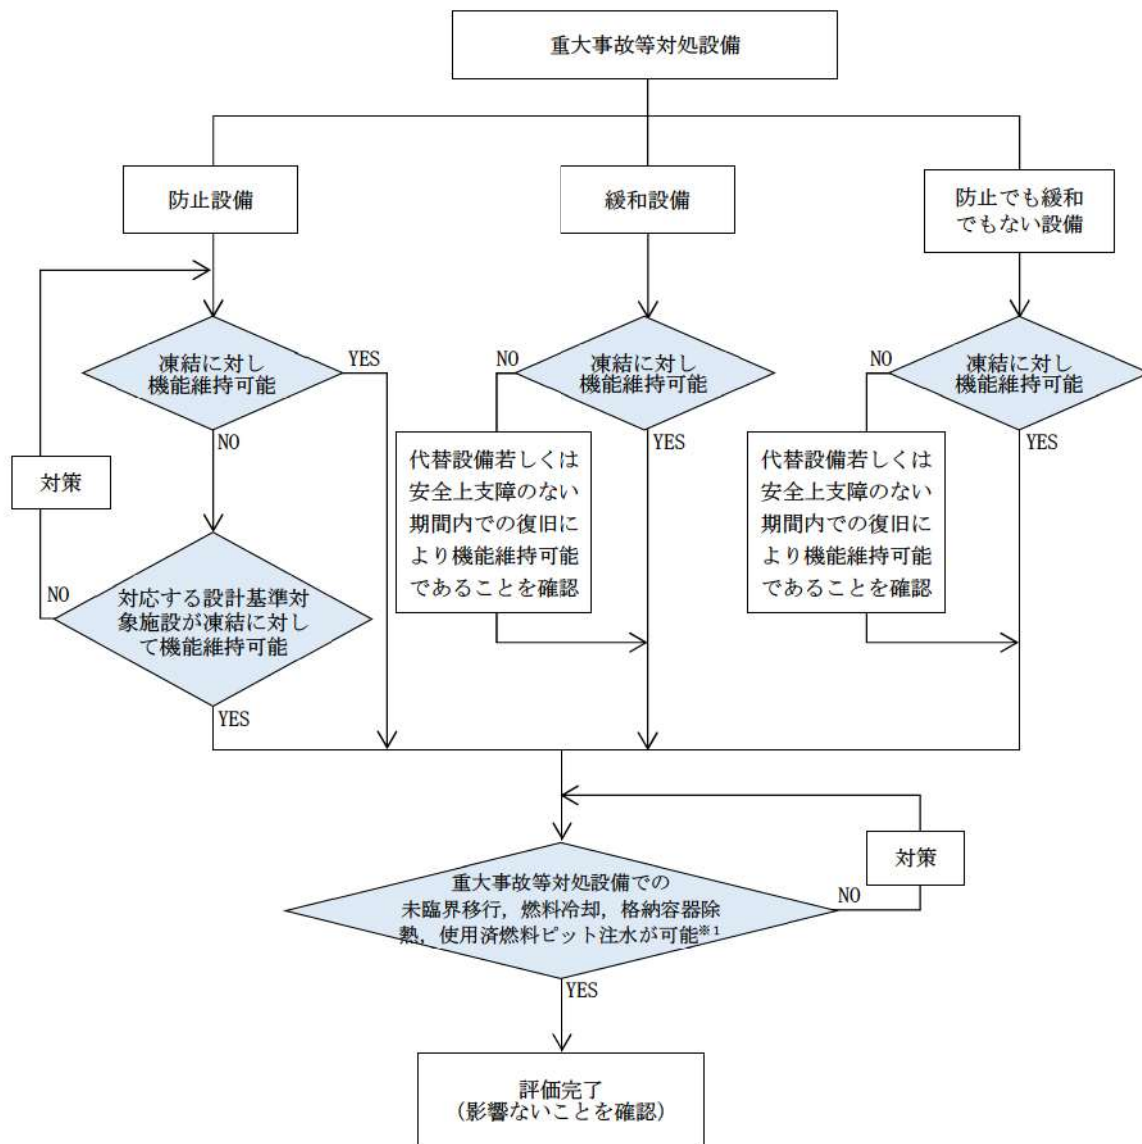 重大事故等対処設備
防止設備
緩和設備
防止でも緩和
でもない設備
凍結に対し
機能維持可能
YES
NO
対策
NO
対応する設計基準対
象施設が凍結に対し
て機能維持可能
YES
NO
凍結に対し
機能維持可能
YES
代替設備若しくは
安全上支障のない
期間内での復旧に
より機能維持可能
であることを確認
NO
凍結に対し
機能維持可能
YES
代替設備若しくは
安全上支障のない
期間内での復旧に
より機能維持可能
であることを確認
重大事故等対処設備での
未臨界移行，燃料冷却，格納容器除
熱，使用済燃料ピット注水が可能※1
NO
対策
YES
評価完了
（影響ないことを確認）